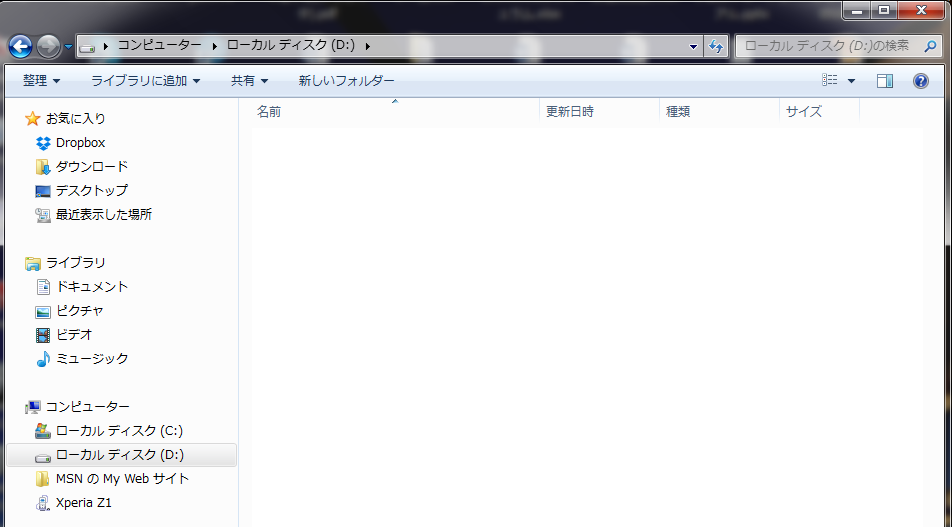 コンピューター ローカル ディスク (D:)
ローカル ディスク (D:)の検索
整理 ライブラリに追加 共有 新しいフォルダー
名前 更新日時 種類 サイズ
お気に入り
Dropbox
ダウンロード
デスクトップ
最近表示した場所
ライブラリ
ドキュメント
ピクチャ
ビデオ
ミュージック
コンピューター
ローカル ディスク (C:)
ローカル ディスク (D:)
MSN の My Web サイト
Xperia Z1